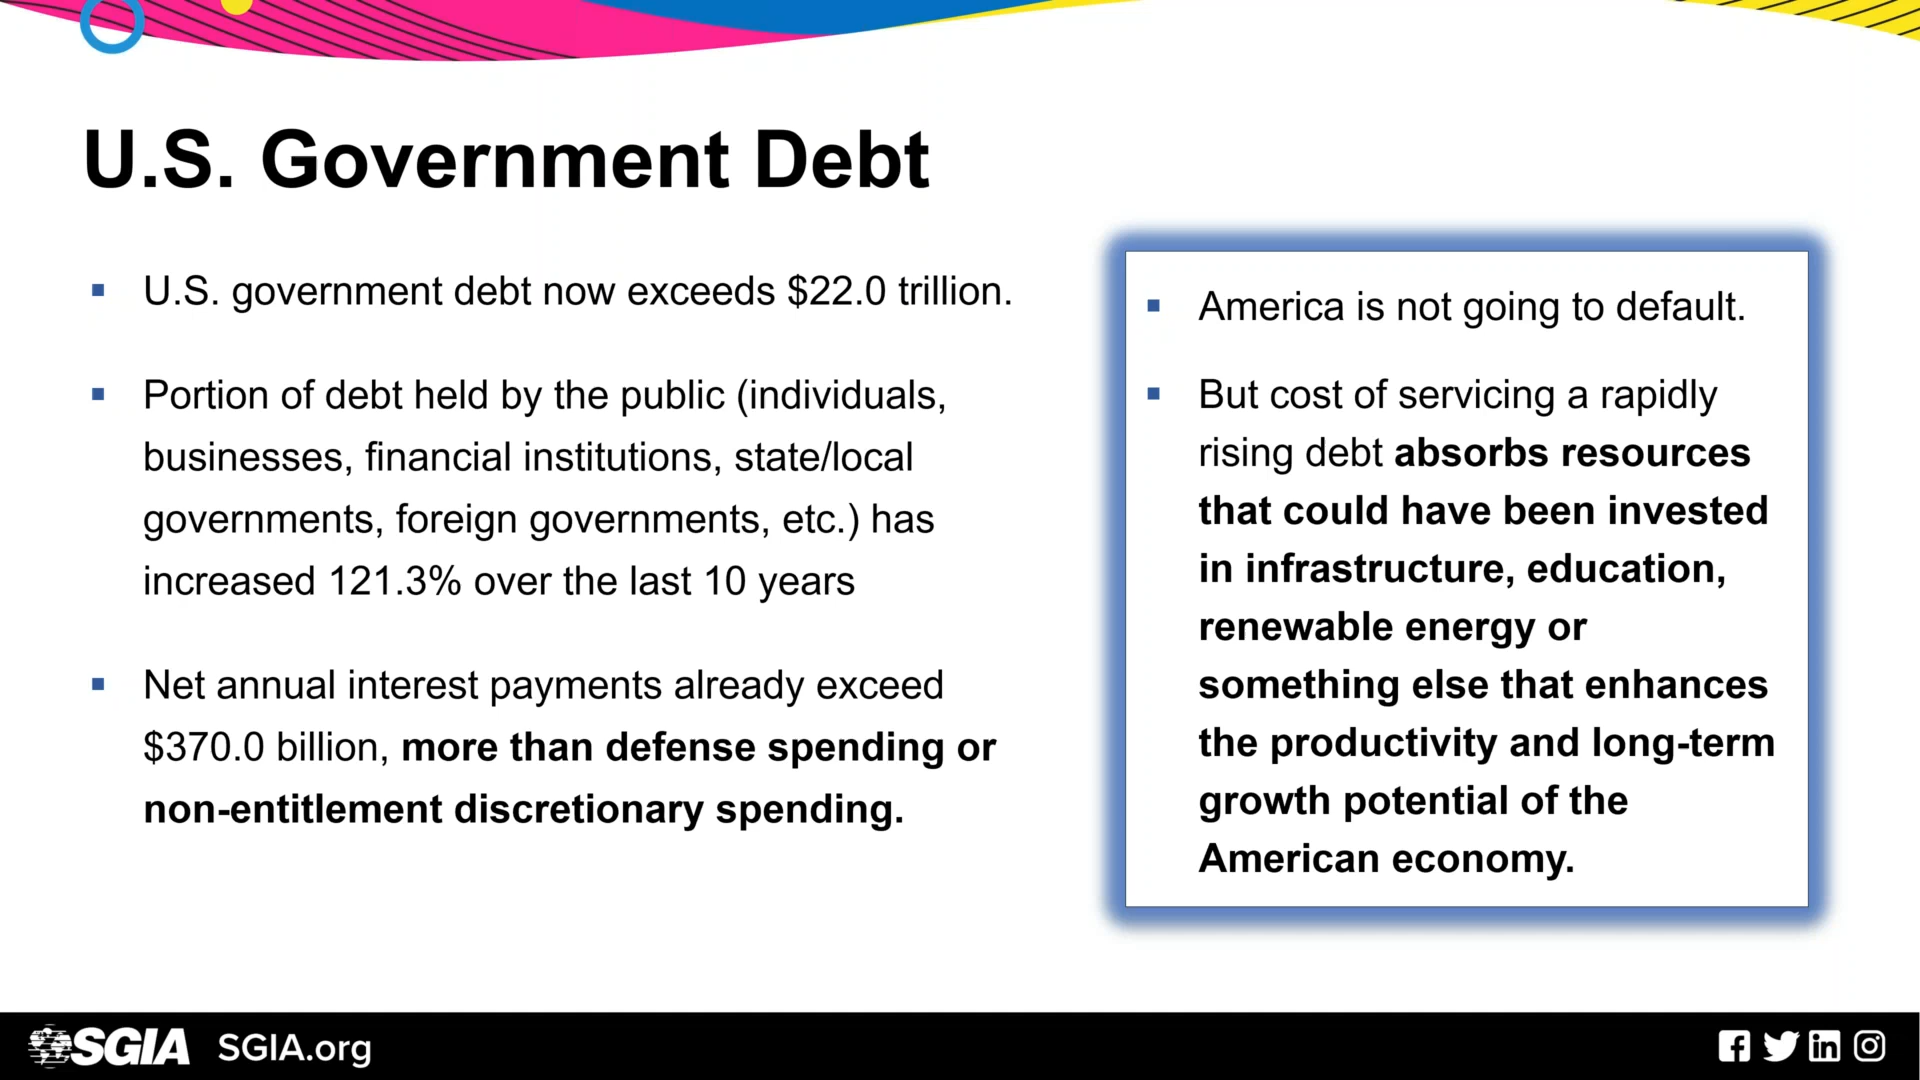 U.S. Government Debt
▪ U.S. government debt now exceeds $22.0 trillion.
▪ Portion of debt held by the public (individuals,
businesses, financial institutions, state/local
governments, foreign governments, etc.) has
increased 121.3% over the last 10 years
▪ Net annual interest payments already exceed
$370.0 billion, more than defense spending or
non-entitlement discretionary spending.
▪ America is not going to default.
▪ But cost of servicing a rapidly
rising debt absorbs resources
that could have been invested
in infrastructure, education,
renewable energy or
something else that enhances
the productivity and long-term
growth potential of the
American economy.
SGIA SGIA.org